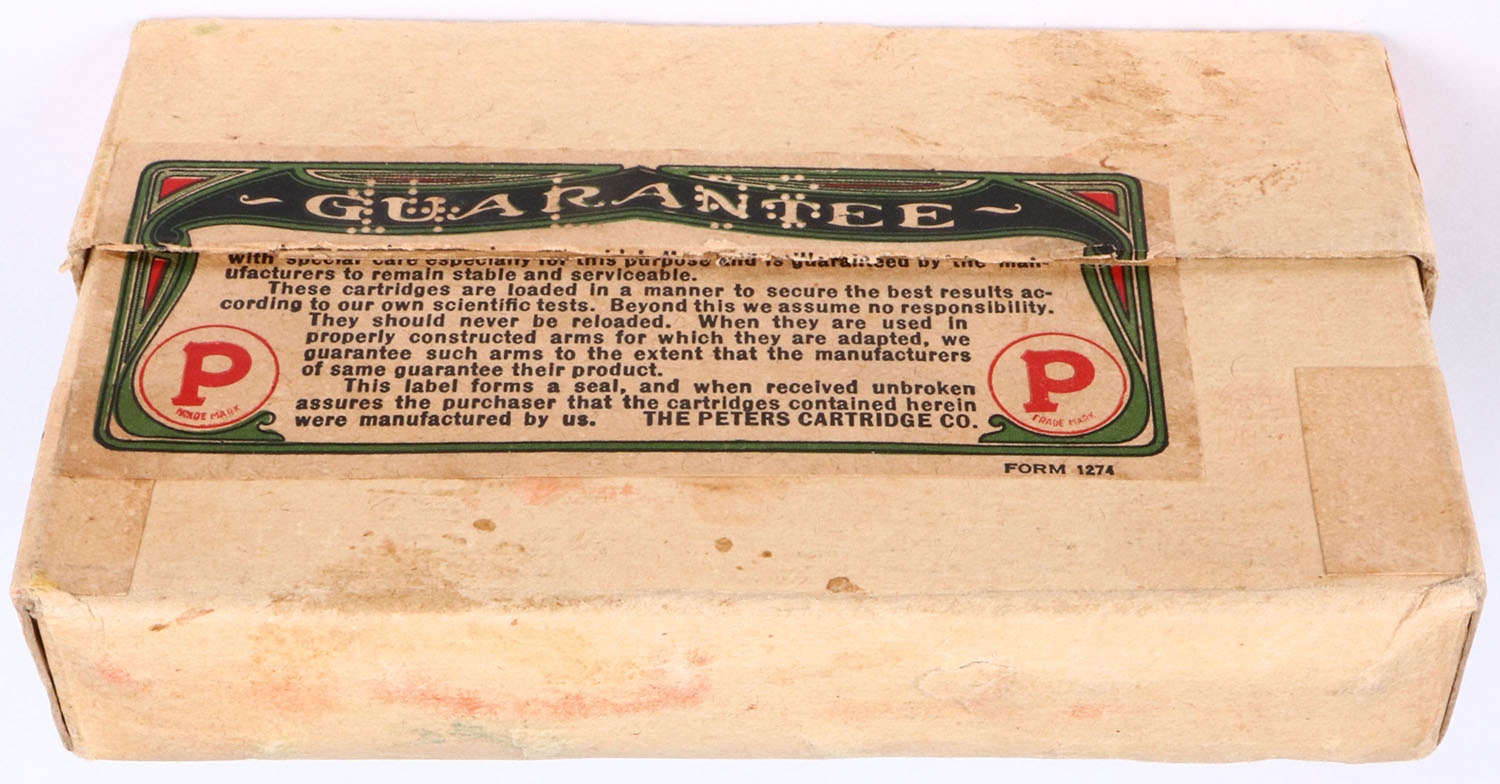 GUARANTEE
with special care especially for this purpose and is guaranteed by the man-
ufacturers to remain stable and serviceable.
These cartridges are loaded in a manner to secure the best results ac-
cording to our own scientific tests. Beyond this we assume no responsibility.
They should never be reloaded. When they are used in
properly constructed arms for which they are adapted, we
guarantee such arms to the extent that the manufacturers
of same guarantee their product.
This label forms a seal, and when received unbroken
assures the purchaser that the cartridges contained herein
were manufactured by us. THE PETERS CARTRIDGE CO.
P
TRADE MARK
P
TRADE MARK
FORM 1274